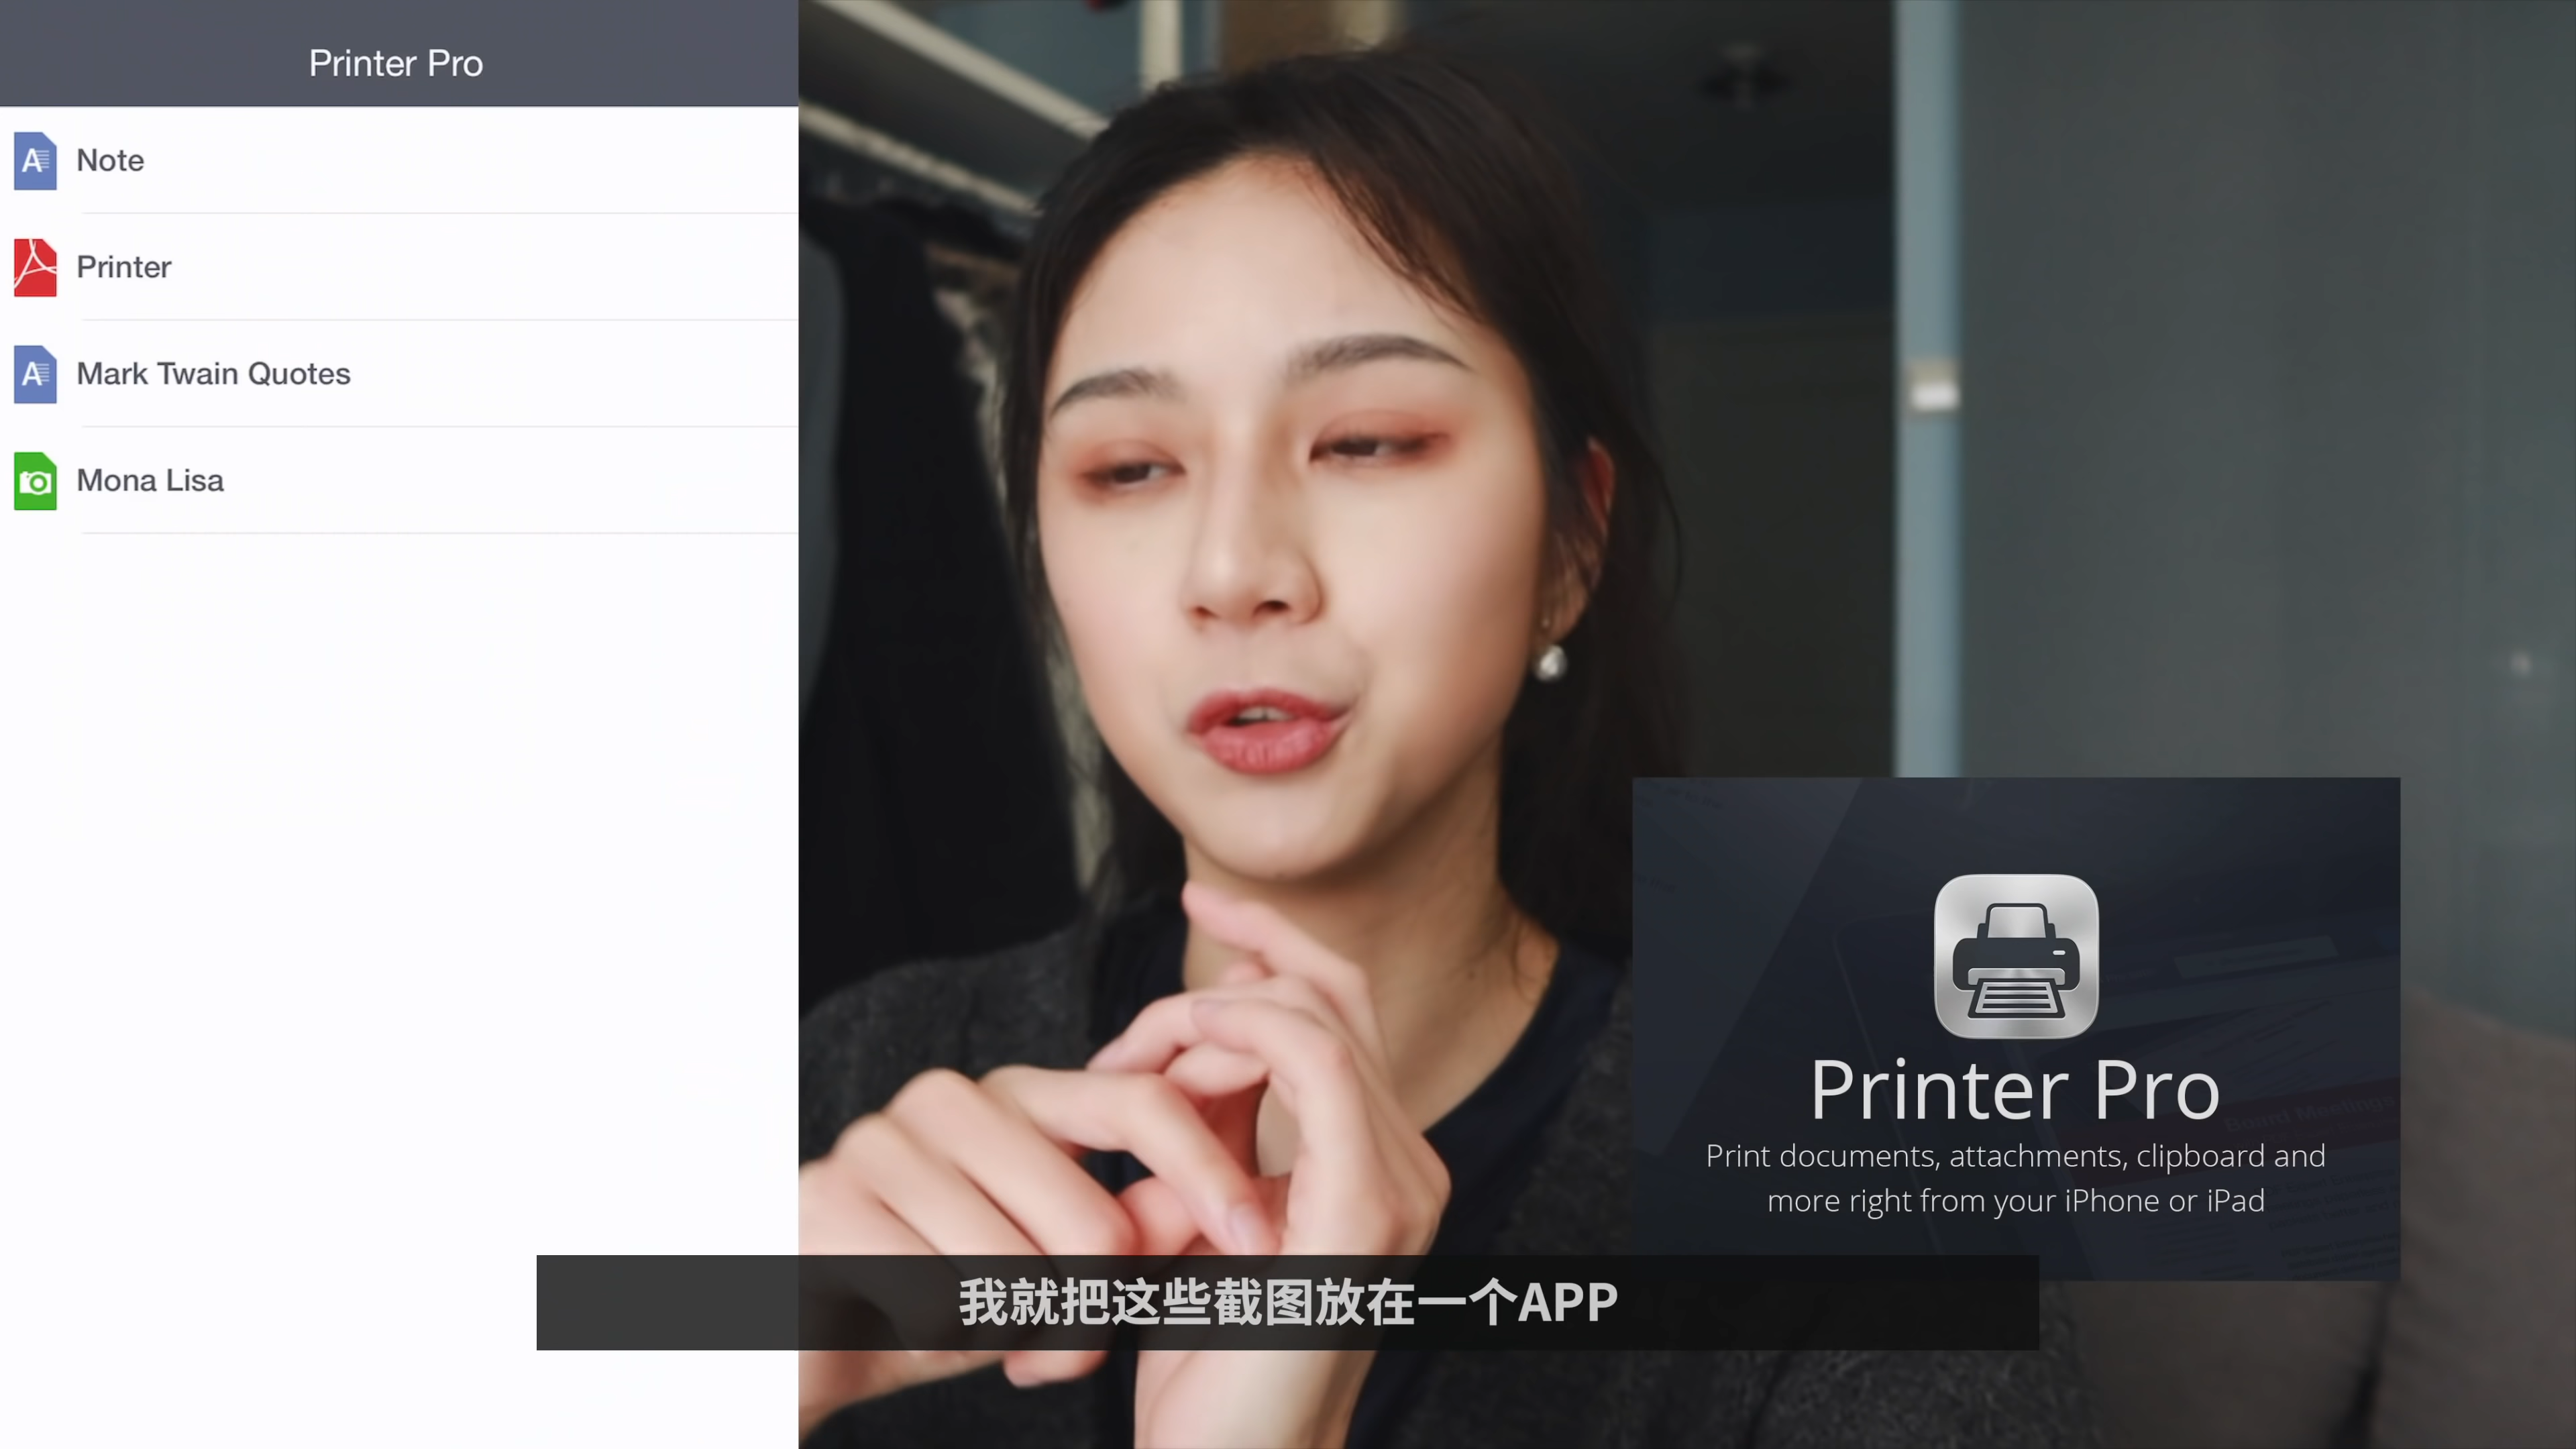 Printer Pro
Note
Printer
Mark Twain Quotes
Mona Lisa
Printer Pro
Print documents, attachments, clipboard and
more right from your iPhone or iPad
我就把这些截图放在一个APP